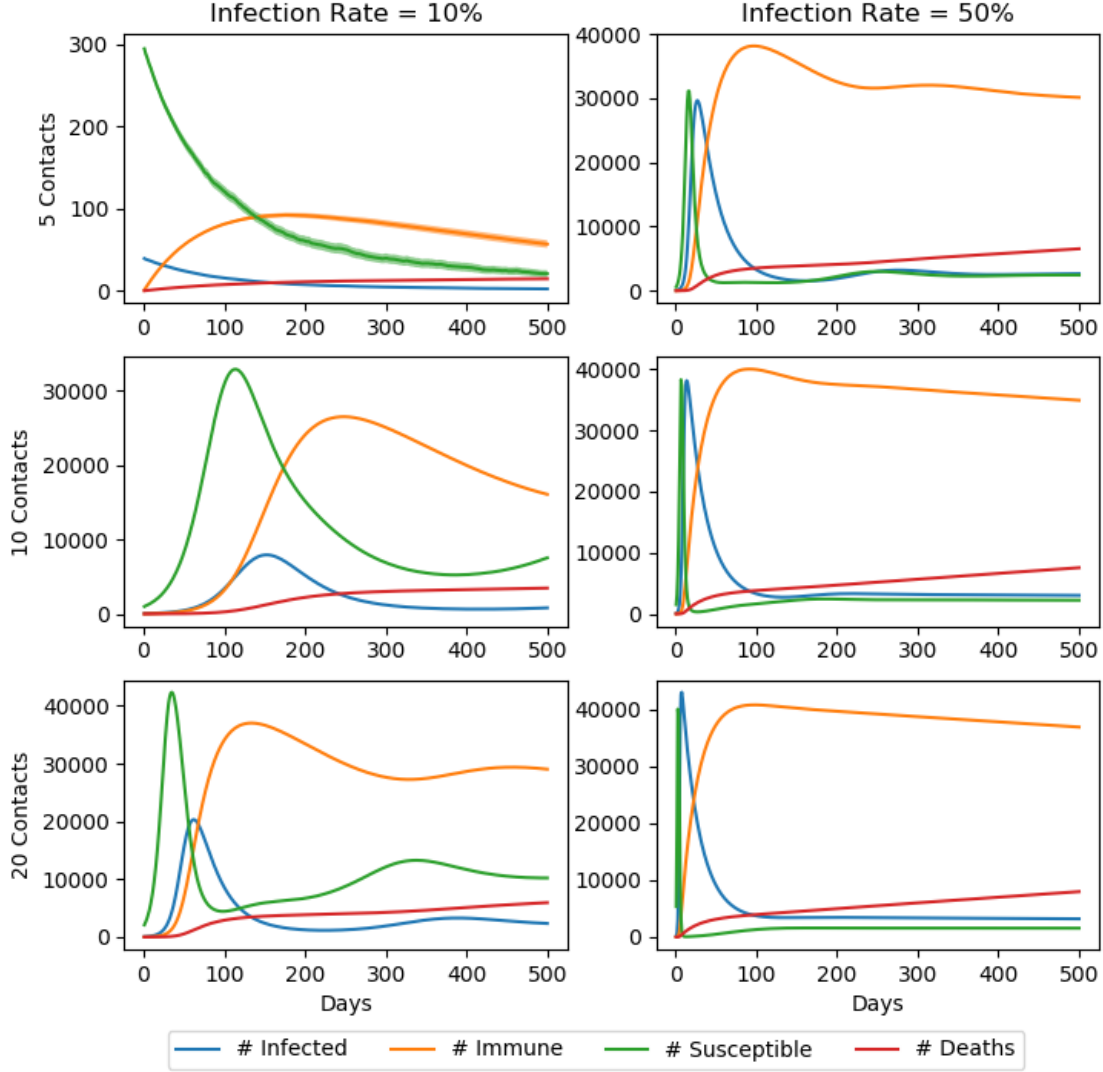 Infection Rate = 10% Infection Rate = 50%
5 Contacts
300
200
100
0
0 100 200 300 400 500
40000
30000
20000
10000
0
0 100 200 300 400 500
10 Contacts
30000
20000
10000
0
0 100 200 300 400 500
40000
30000
20000
10000
0
0 100 200 300 400 500
20 Contacts
40000
30000
20000
10000
0
0 100 200 300 400 500
Days
40000
30000
20000
10000
0
0 100 200 300 400 500
Days
# Infected # Immune # Susceptible # Deaths